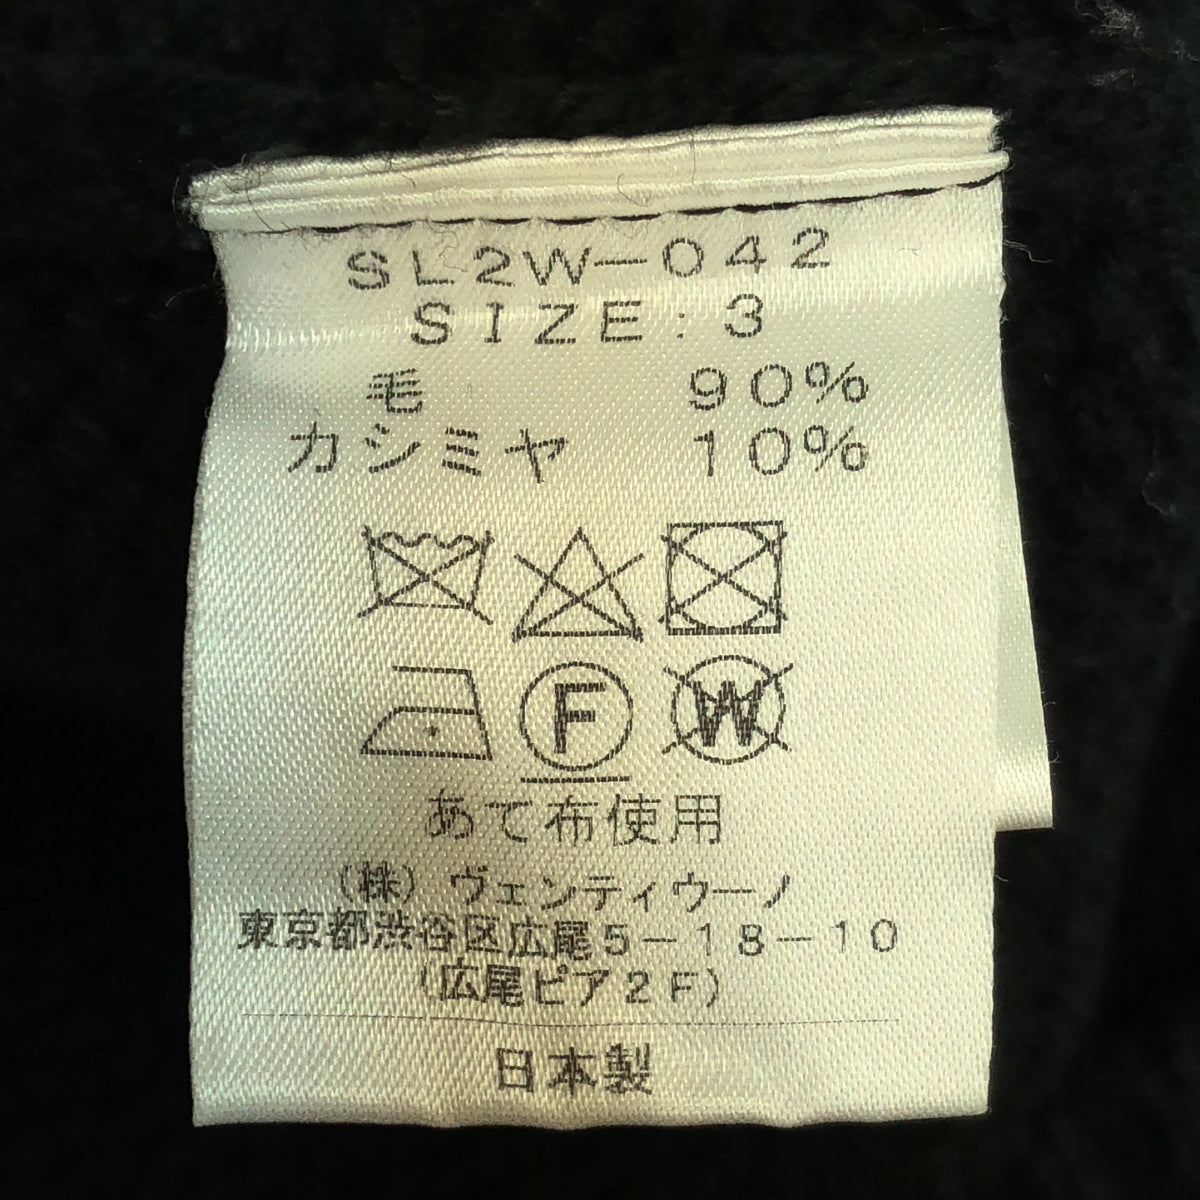 SL2W-042
SIZE:3
毛 90%
カシミヤ 10%
F W
あて布使用
(株)ヴェンティウーノ
東京都渋谷区広尾5-18-10
(広尾ピア2F)
日本製